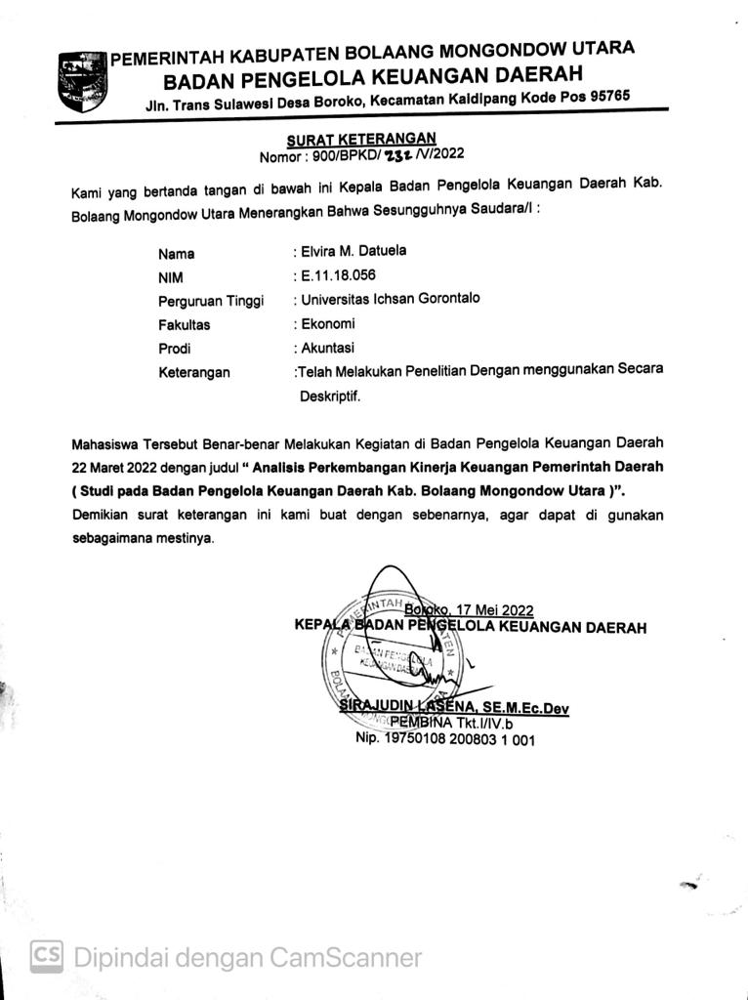 PEMERINTAH KABUPATEN BOLAANG MONGONDOW UTARA
BADAN PENGELOLA KEUANGAN DAERAH
Jln. Trans Sulawesi Desa Boroko, Kecamatan Kaidipang Kode Pos 95765
SURAT KETERANGAN
Nomor : 900/BPKD/ 232 /V/2022
Kami yang bertanda tangan di bawah ini Kepala Badan Pengelola Keuangan Daerah Kab.
Bolaang Mongondow Utara Menerangkan Bahwa Sesungguhnya Saudara/I :
Nama : Elvira M. Datuela
NIM : E.11.18.056
Perguruan Tinggi : Universitas Ichsan Gorontalo
Fakultas : Ekonomi
Prodi : Akuntasi
Keterangan :Telah Melakukan Penelitian Dengan menggunakan Secara
Deskriptif.
Mahasiswa Tersebut Benar-benar Melakukan Kegiatan di Badan Pengelola Keuangan Daerah
22 Maret 2022 dengan judul “ Analisis Perkembangan Kinerja Keuangan Pemerintah Daerah
( Studi pada Badan Pengelola Keuangan Daerah Kab. Bolaang Mongondow Utara )”.
Demikian surat keterangan ini kami buat dengan sebenarnya, agar dapat di gunakan
sebagaimana mestinya.
Boroko, 17 Mei 2022
KEPALA BADAN PENGELOLA KEUANGAN DAERAH
BADAN PENGELOLA
KEUANGAN DAERAH
SIRAJUDIN LASENA, SE.M.Ec.Dev
PEMBINA Tkt.I/IV.b
Nip. 19750108 200803 1 001
CS Dipindai dengan CamScanner